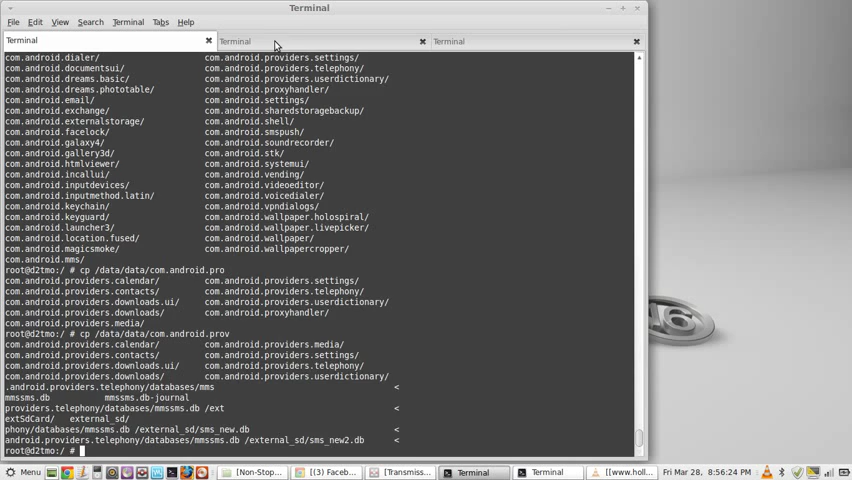 Terminal
File Edit View Search Terminal Tabs Help
Terminal Terminal Terminal
com.android.dialer/ com.android.providers.settings/
com.android.documentsui/ com.android.providers.telephony/
com.android.dreams.basic/ com.android.providers.userdictionary/
com.android.dreams.phototable/ com.android.proxyhandler/
com.android.email/ com.android.settings/
com.android.exchange/ com.android.sharedstoragebackup/
com.android.externalstorage/ com.android.shell/
com.android.facelock/ com.android.smspush/
com.android.galaxy4/ com.android.soundrecorder/
com.android.gallery3d/ com.android.stk/
com.android.htmlviewer/ com.android.systemui/
com.android.incallui/ com.android.vending/
com.android.inputdevices/ com.android.videoeditor/
com.android.inputmethod.latin/ com.android.voicedialer/
com.android.keychain/ com.android.vpndialogs/
com.android.keyguard/ com.android.wallpaper.holospiral/
com.android.launcher3/ com.android.wallpaper.livepicker/
com.android.location.fused/ com.android.wallpaper/
com.android.magicsmoke/ com.android.wallpapercropper/
com.android.mms/
root@d2tmo:/ # cp /data/data/com.android.pro
com.android.providers.calendar/ com.android.providers.settings/
com.android.providers.contacts/ com.android.providers.telephony/
com.android.providers.downloads.ui/ com.android.providers.userdictionary/
com.android.providers.downloads/ com.android.proxyhandler/
com.android.providers.media/
root@d2tmo:/ # cp /data/data/com.android.prov
com.android.providers.calendar/ com.android.providers.media/
com.android.providers.contacts/ com.android.providers.settings/
com.android.providers.downloads.ui/ com.android.providers.telephony/
com.android.providers.downloads/ com.android.providers.userdictionary/
.android.providers.telephony/databases/mms <
mmssms.db mmssms.db-journal
providers.telephony/databases/mmssms.db /ext <
extSdCard/ external_sd/
phony/databases/mmssms.db /external_sd/sms_new.db <
android.providers.telephony/databases/mmssms.db /external_sd/sms_new2.db <
root@d2tmo:/ #
Menu [Non-Stop... [(3) Faceb... [Transmiss... Terminal Terminal [[www.holl... Fri Mar 28, 8:56:24 PM